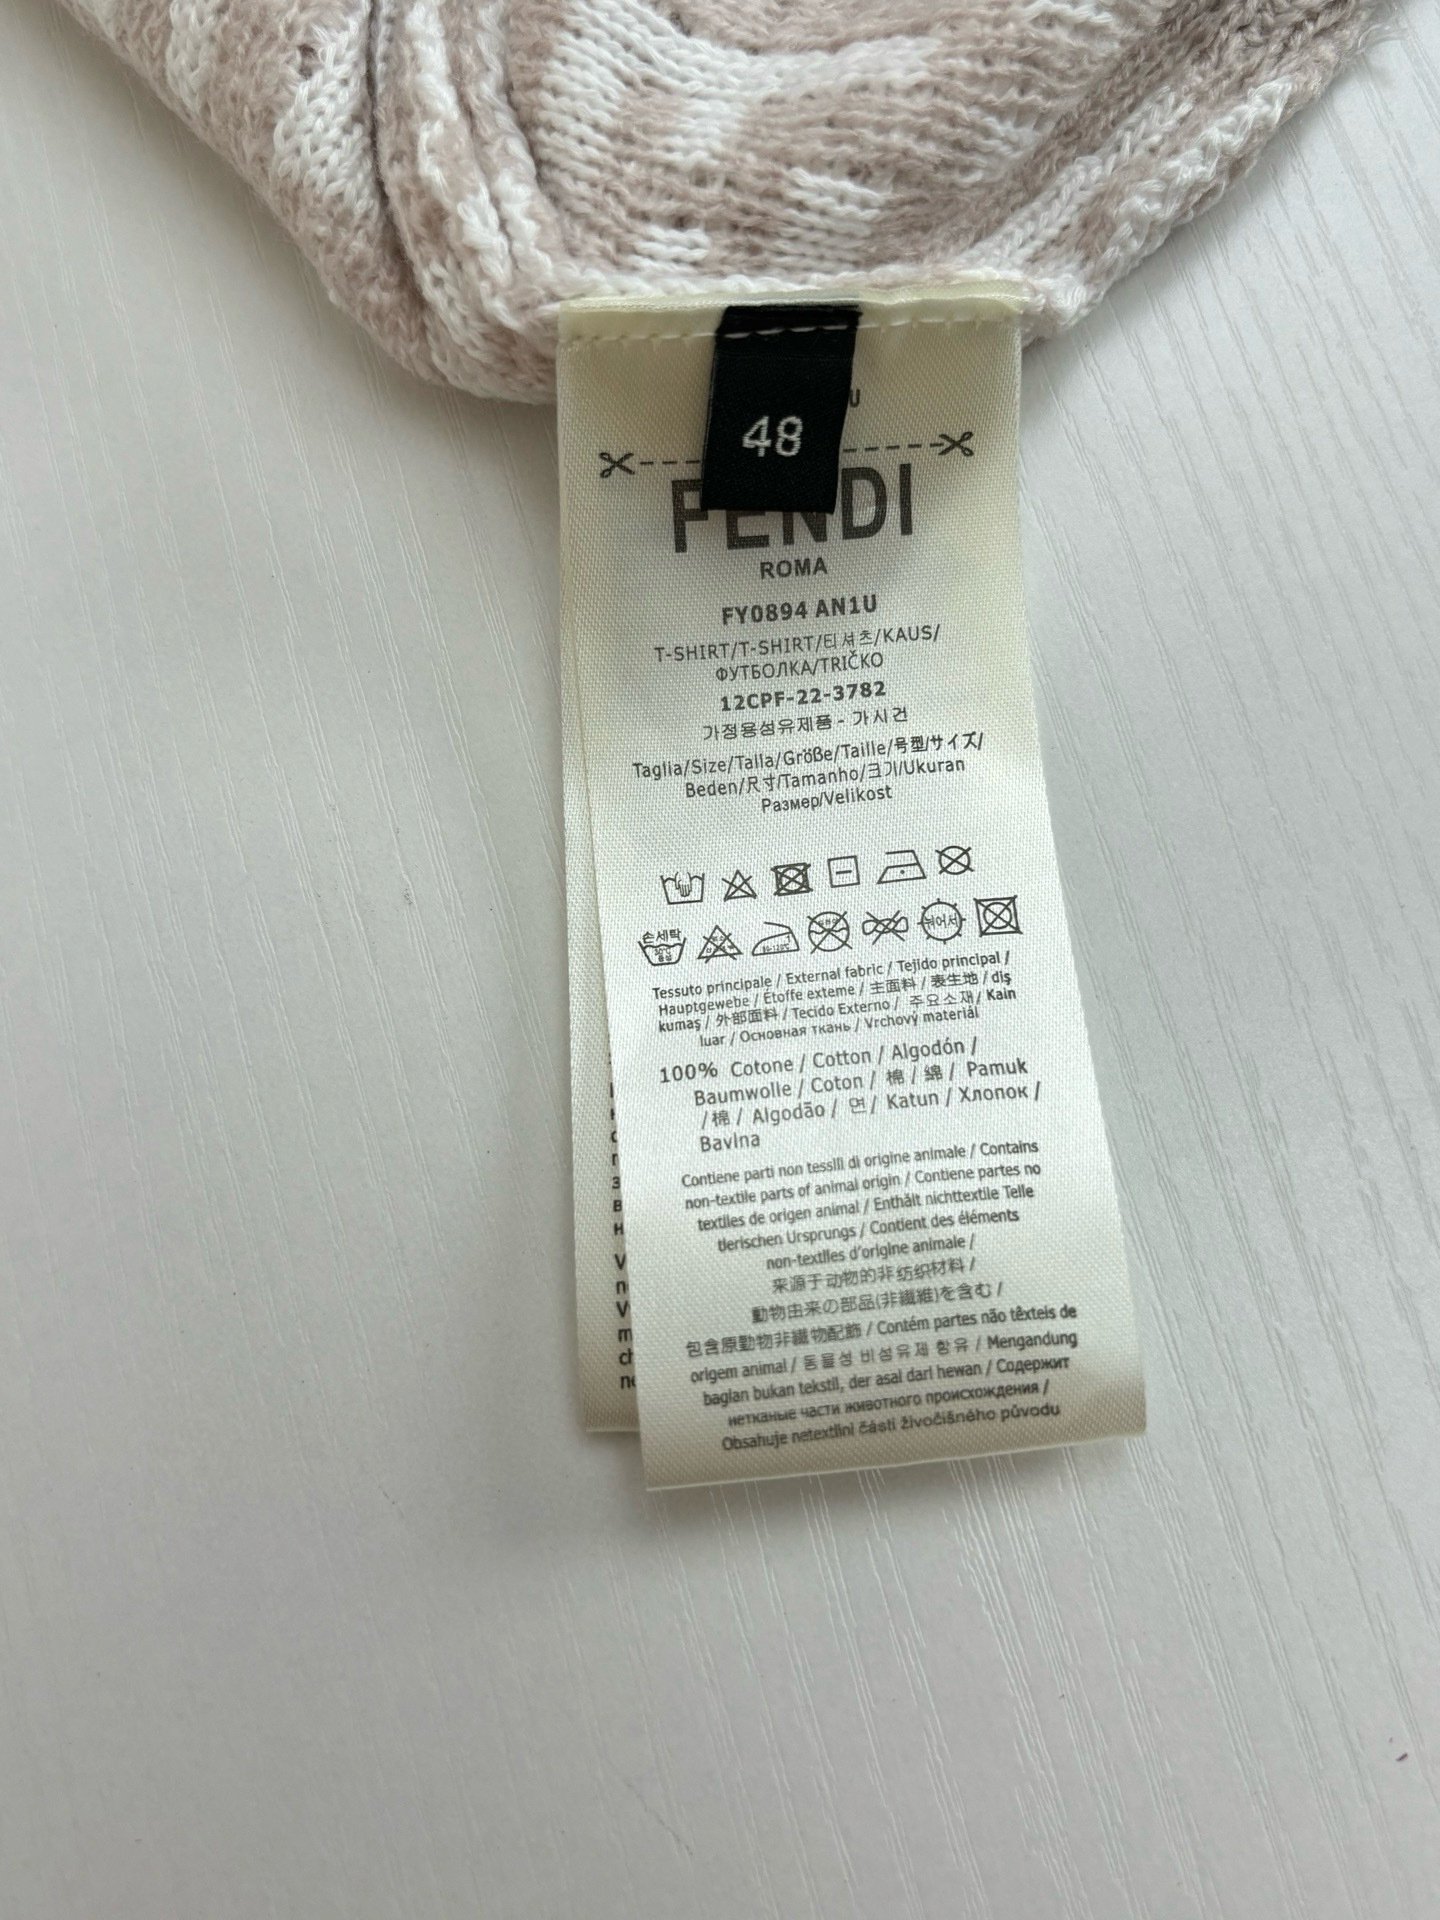 48
U
FENDI
ROMA
FY0894 AN1U
T-SHIRT/T-SHIRT/티셔츠/KAUS/
ФУТБОЛКА/TRIČKO
12CPF-22-3782
가정용섬유제품 - 가시건
Taglia/Size/Talla/Größe/Taille/号型/サイズ/
Beden/尺寸/Tamanho/크기/Ukuran
Размер/Velikost
손세탁
30°C
뉘어서
Tessuto principale / External fabric / Tejido principal /
Hauptgewebe / Étoffe exteme / 主面料 / 表生地 / dış
kumaş / 外部面料 / Tecido Externo / 주요소재/ Kain
luar / Основная ткань / Vrchový materiál
100% Cotone / Cotton / Algodón /
Baumwolle / Coton / 棉 / 綿 / Pamuk
/ 棉 / Algodão / 면 / Katun / Хлопок /
Bavlna
Contiene parti non tessili di origine animale / Contains
non-textile parts of animal origin / Contiene partes no
textiles de origen animal / Enthält nichttextile Teile
tierischen Ursprungs / Contient des éléments
non-textiles d'origine animale /
来源于动物的非纺织材料 /
動物由来の部品(非繊維)を含む /
包含原動物非織物配飾 / Contém partes não têxteis de
origem animal / 동물성 비섬유제 함유 / Mengandung
bagian bukan tekstil, der asal dari hewan / Содержит
нетканые части животного происхождения /
Obsahuje netextilní části živočišného původu